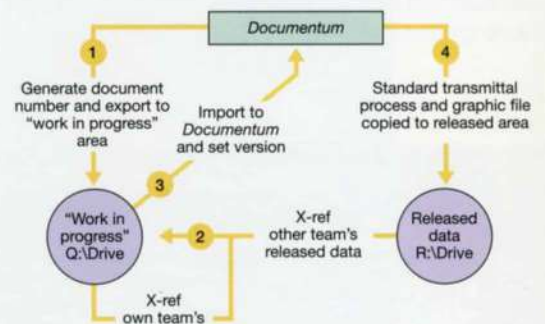 Documentum
1
4
Generate document
number and export to
"work in progress"
area
Import to
Documentum
and set version
Standard transmittal
process and graphic file
copied to released area
3
"Work in
progress"
Q:\Drive
2
X-ref
other team's
released data
Released
data
R:\Drive
X-ref
own team's